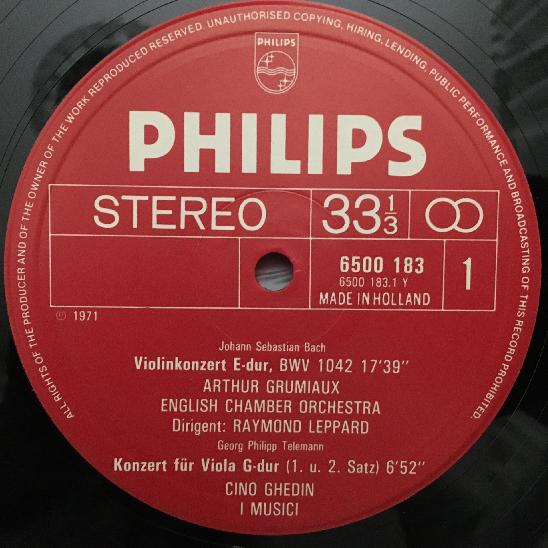 ALL RIGHTS OF THE PRODUCER AND OF THE OWNER OF THE WORK REPRODUCED RESERVED. UNAUTHORISED COPYING, HIRING, LENDING, PUBLIC PERFORMANCE AND BROADCASTING OF THIS RECORD PROHIBITED.
PHILIPS
PHILIPS
STEREO 33 1/3
6500 183
6500 183.1 Y
MADE IN HOLLAND
1
℗ 1971
Johann Sebastian Bach
Violinkonzert E-dur, BWV 1042 17'39"
ARTHUR GRUMIAUX
ENGLISH CHAMBER ORCHESTRA
Dirigent: RAYMOND LEPPARD
Georg Philipp Telemann
Konzert für Viola G-dur (1. u. 2. Satz) 6'52"
CINO GHEDIN
I MUSICI